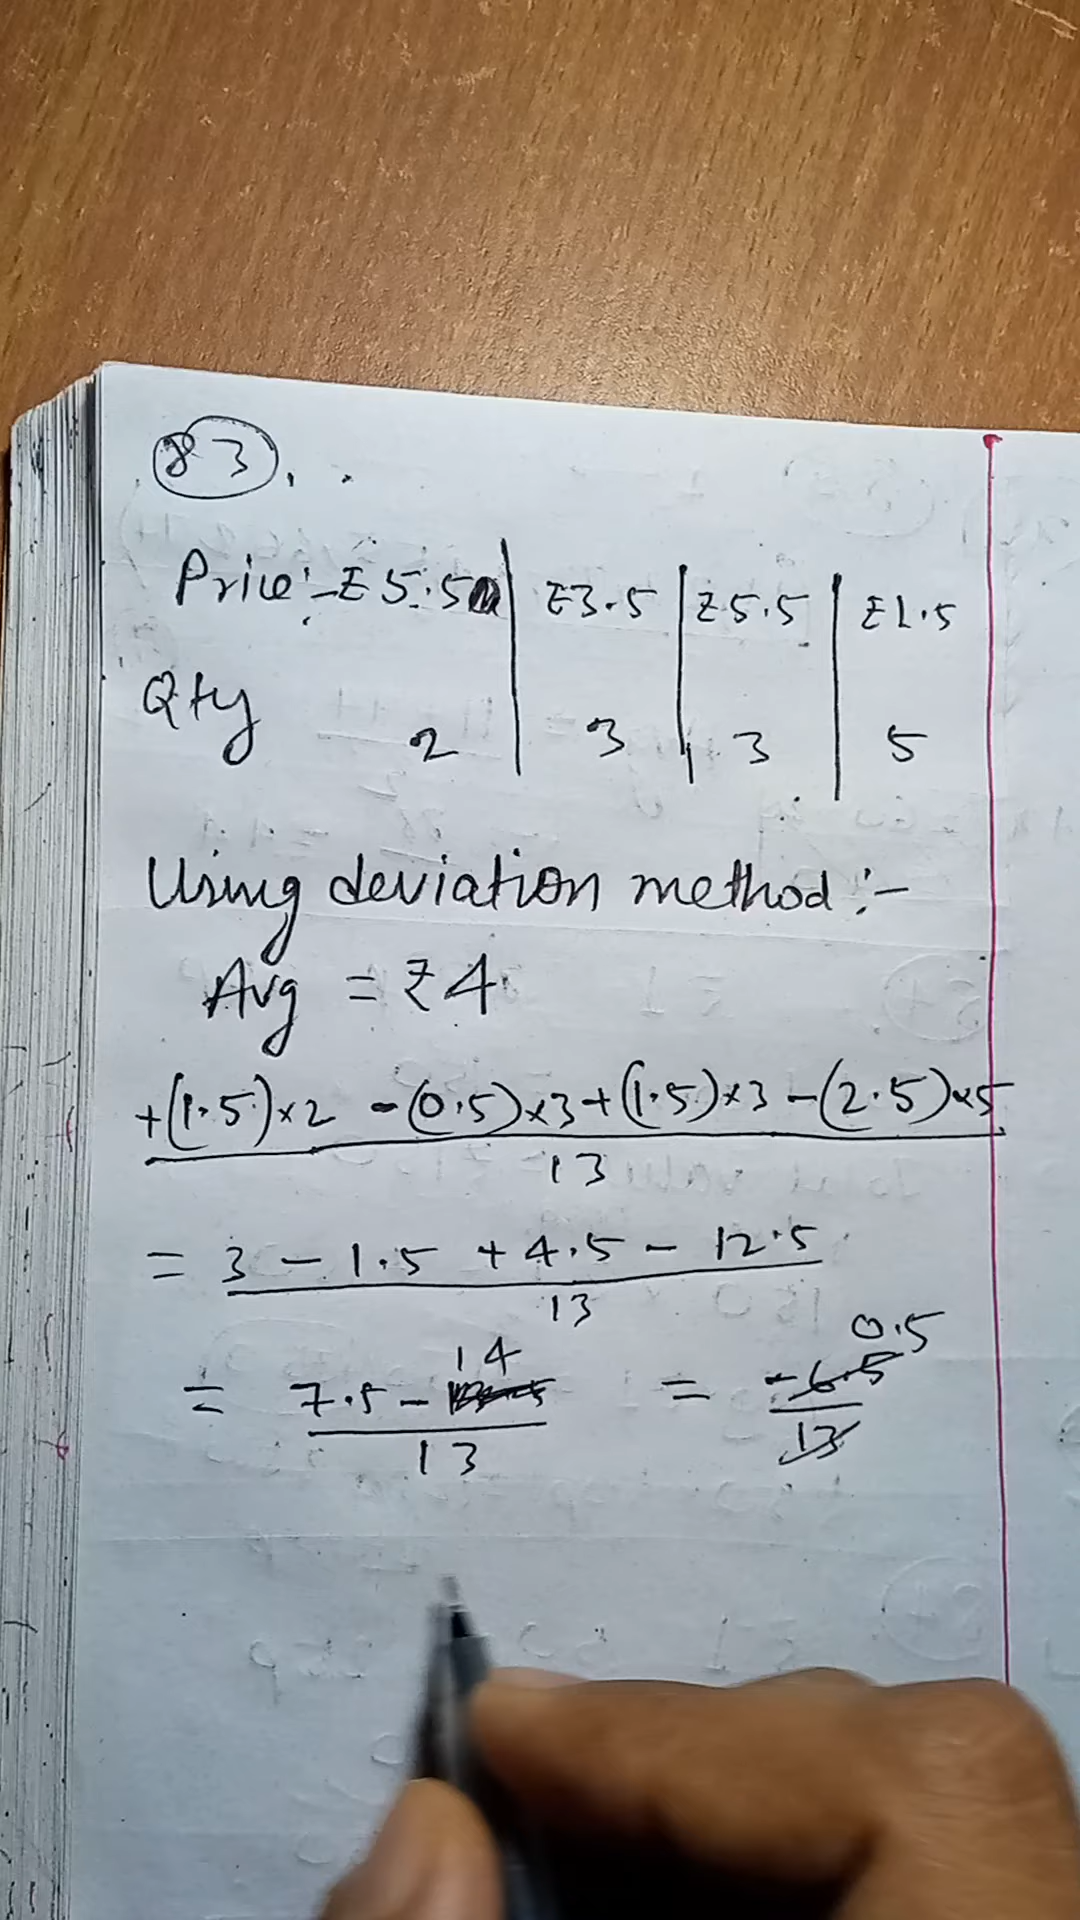 83.
Price:- ₹5.5 | ₹3.5 | ₹5.5 | ₹1.5
Qty 2 | 3 | 3 | 5
Using deviation method :-
Avg = ₹4
+(1.5)×2 -(0.5)×3+(1.5)×3-(2.5)×5
13
= 3 - 1.5 + 4.5 - 12.5
13
0.5
14
= 7.5 - = -6.5
13 13